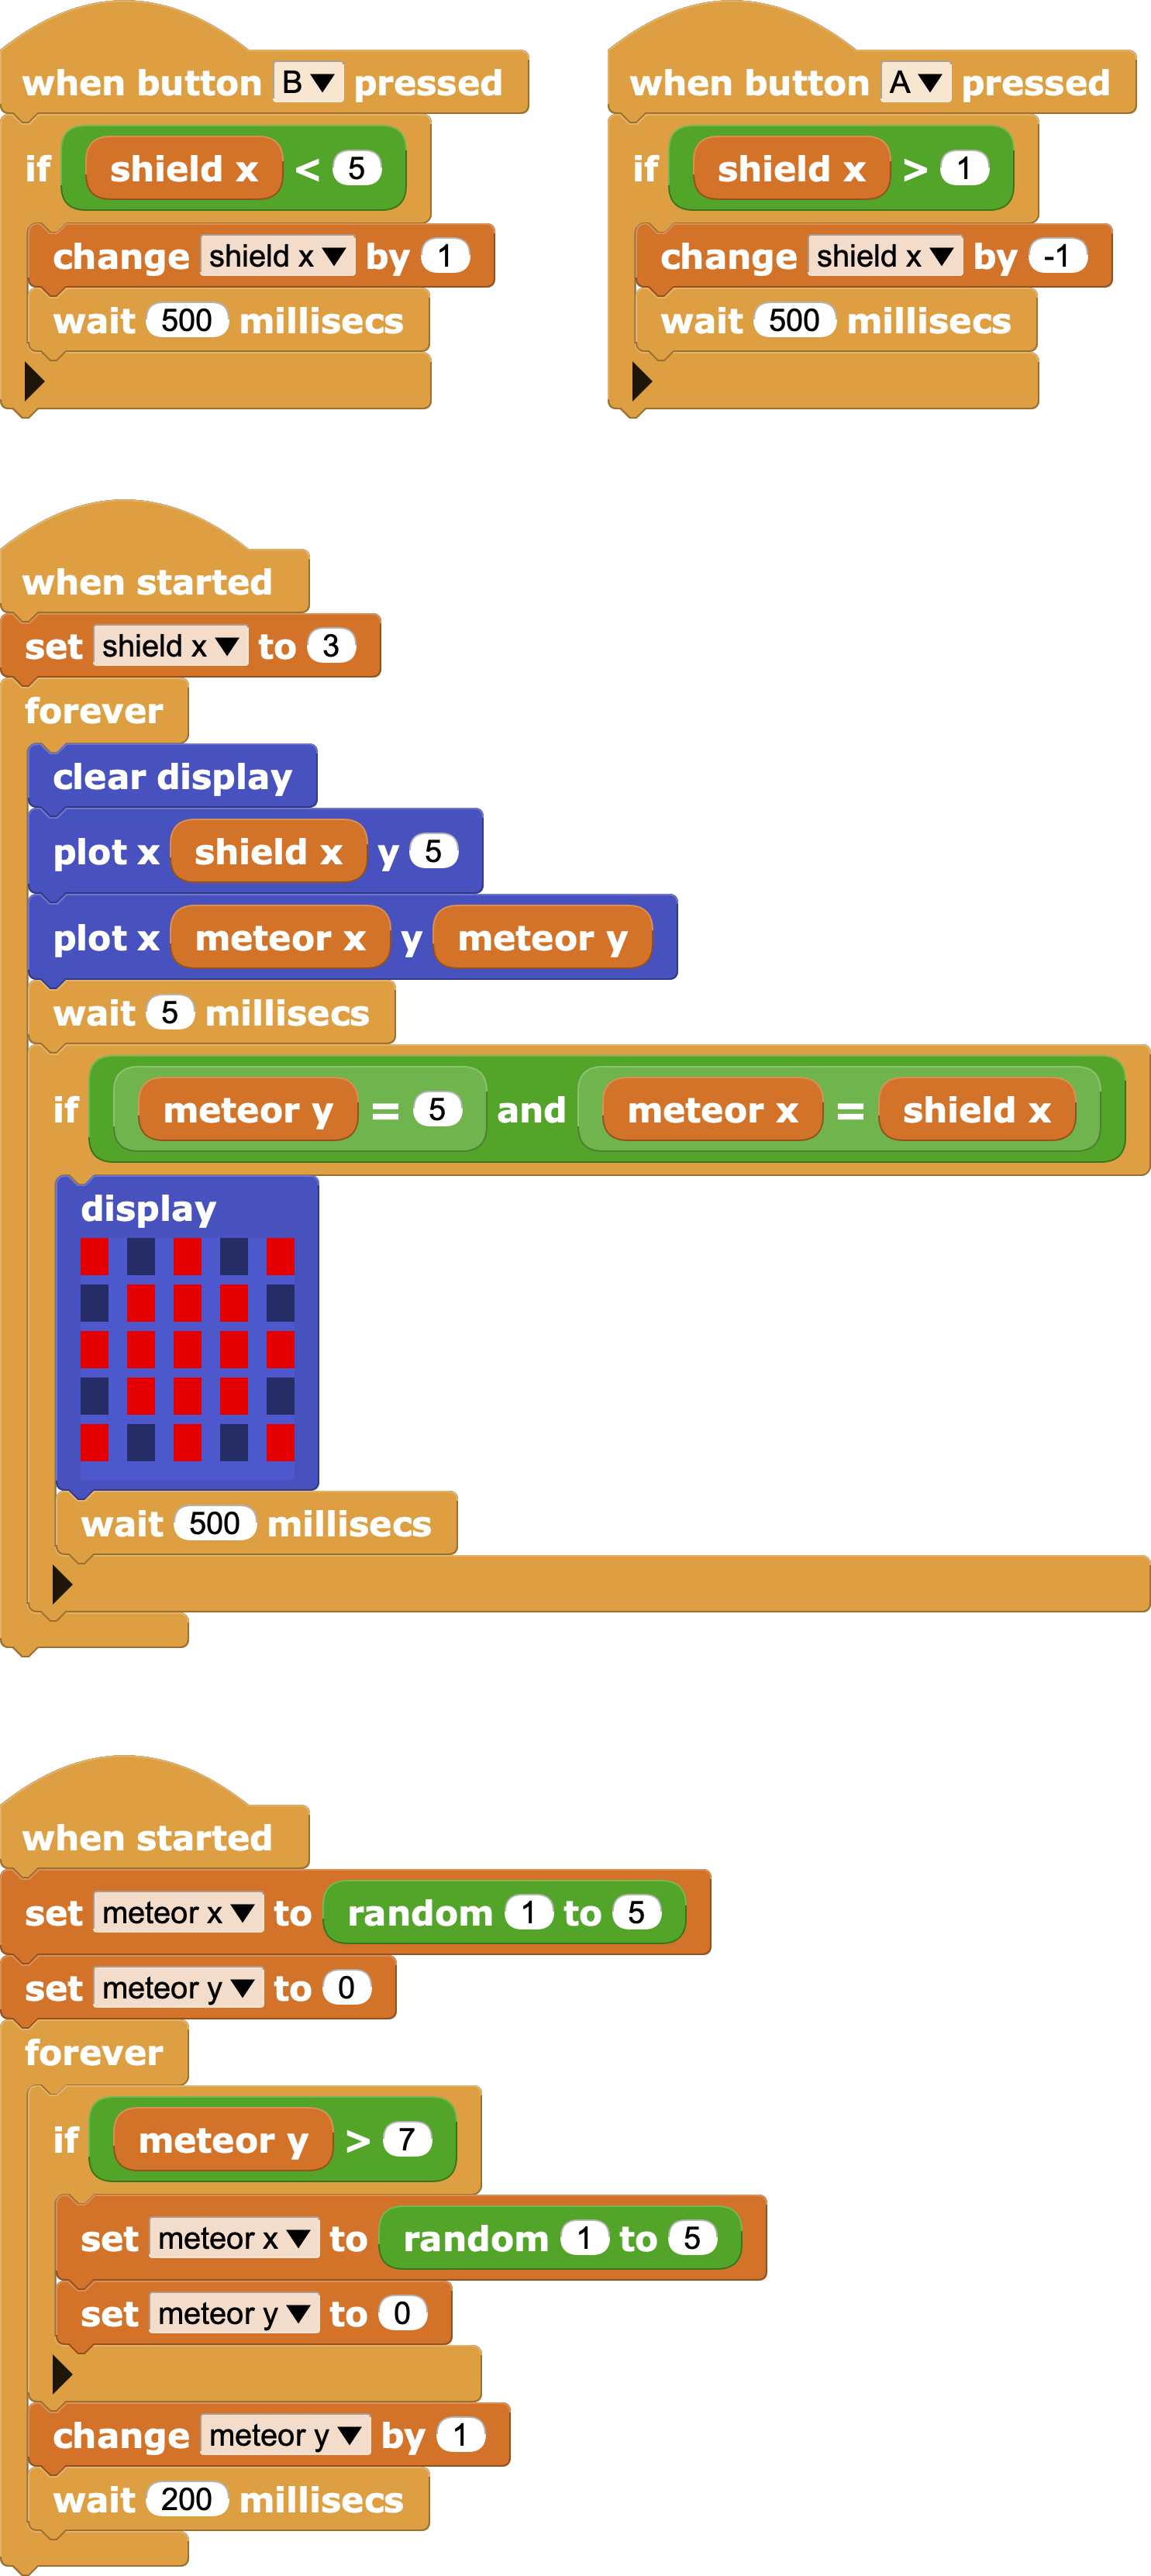 when button B pressed
if shield x < 5
change shield x by 1
wait 500 millisecs
when button A pressed
if shield x > 1
change shield x by -1
wait 500 millisecs
when started
set shield x to 3
forever
clear display
plot x shield x y 5
plot x meteor x y meteor y
wait 5 millisecs
if meteor y = 5 and meteor x = shield x
display
wait 500 millisecs
when started
set meteor x to random 1 to 5
set meteor y to 0
forever
if meteor y > 7
set meteor x to random 1 to 5
set meteor y to 0
change meteor y by 1
wait 200 millisecs